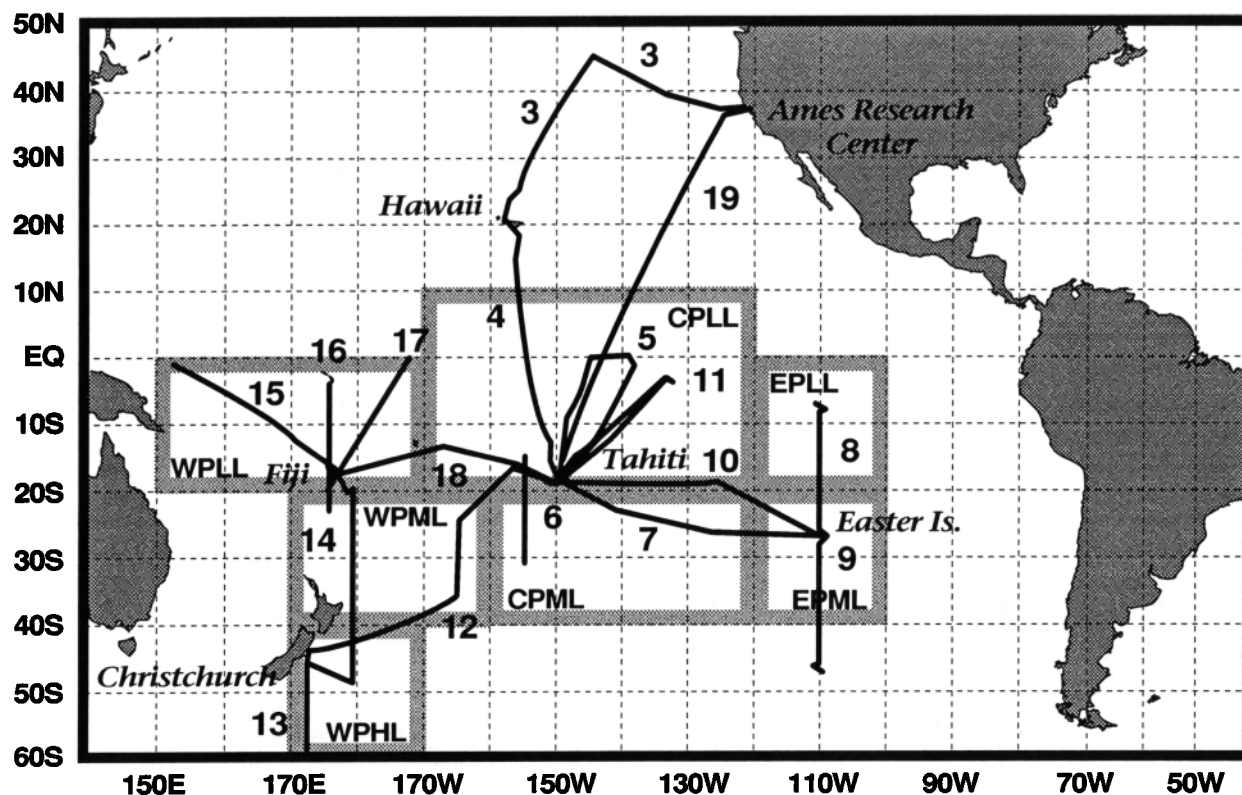 50N
3
40N
3
Ames Research
Center
30N
19
Hawaii
20N
10N
4
CPLL
5
17
16
EQ
11
EPLL
15
10S
8
WPLL
Fiji
18
Tahiti
10
20S
WPML
6
7
Easter Is.
14
9
30S
CPML
EPML
40S
12
Christchurch
50S
13
WPHL
60S
150E 170E 170W 150W 130W 110W 90W 70W 50W